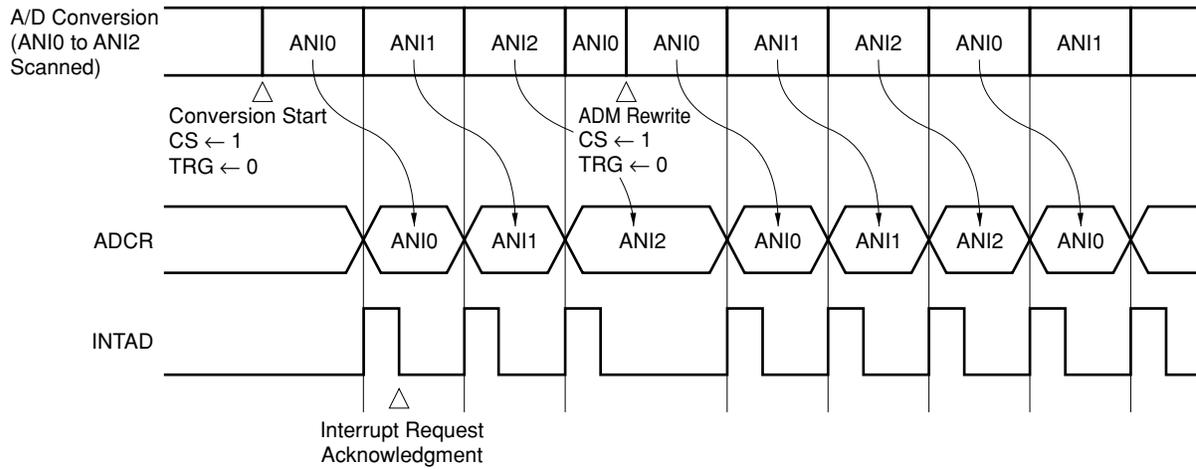 A/D Conversion
(ANI0 to ANI2
Scanned)
ANI0 ANI1 ANI2 ANI0 ANI0 ANI1 ANI2 ANI0 ANI1
Conversion Start
CS ← 1
TRG ← 0
ADM Rewrite
CS ← 1
TRG ← 0
ADCR
ANI0 ANI1 ANI2 ANI0 ANI1 ANI2 ANI0
INTAD
Interrupt Request
Acknowledgment